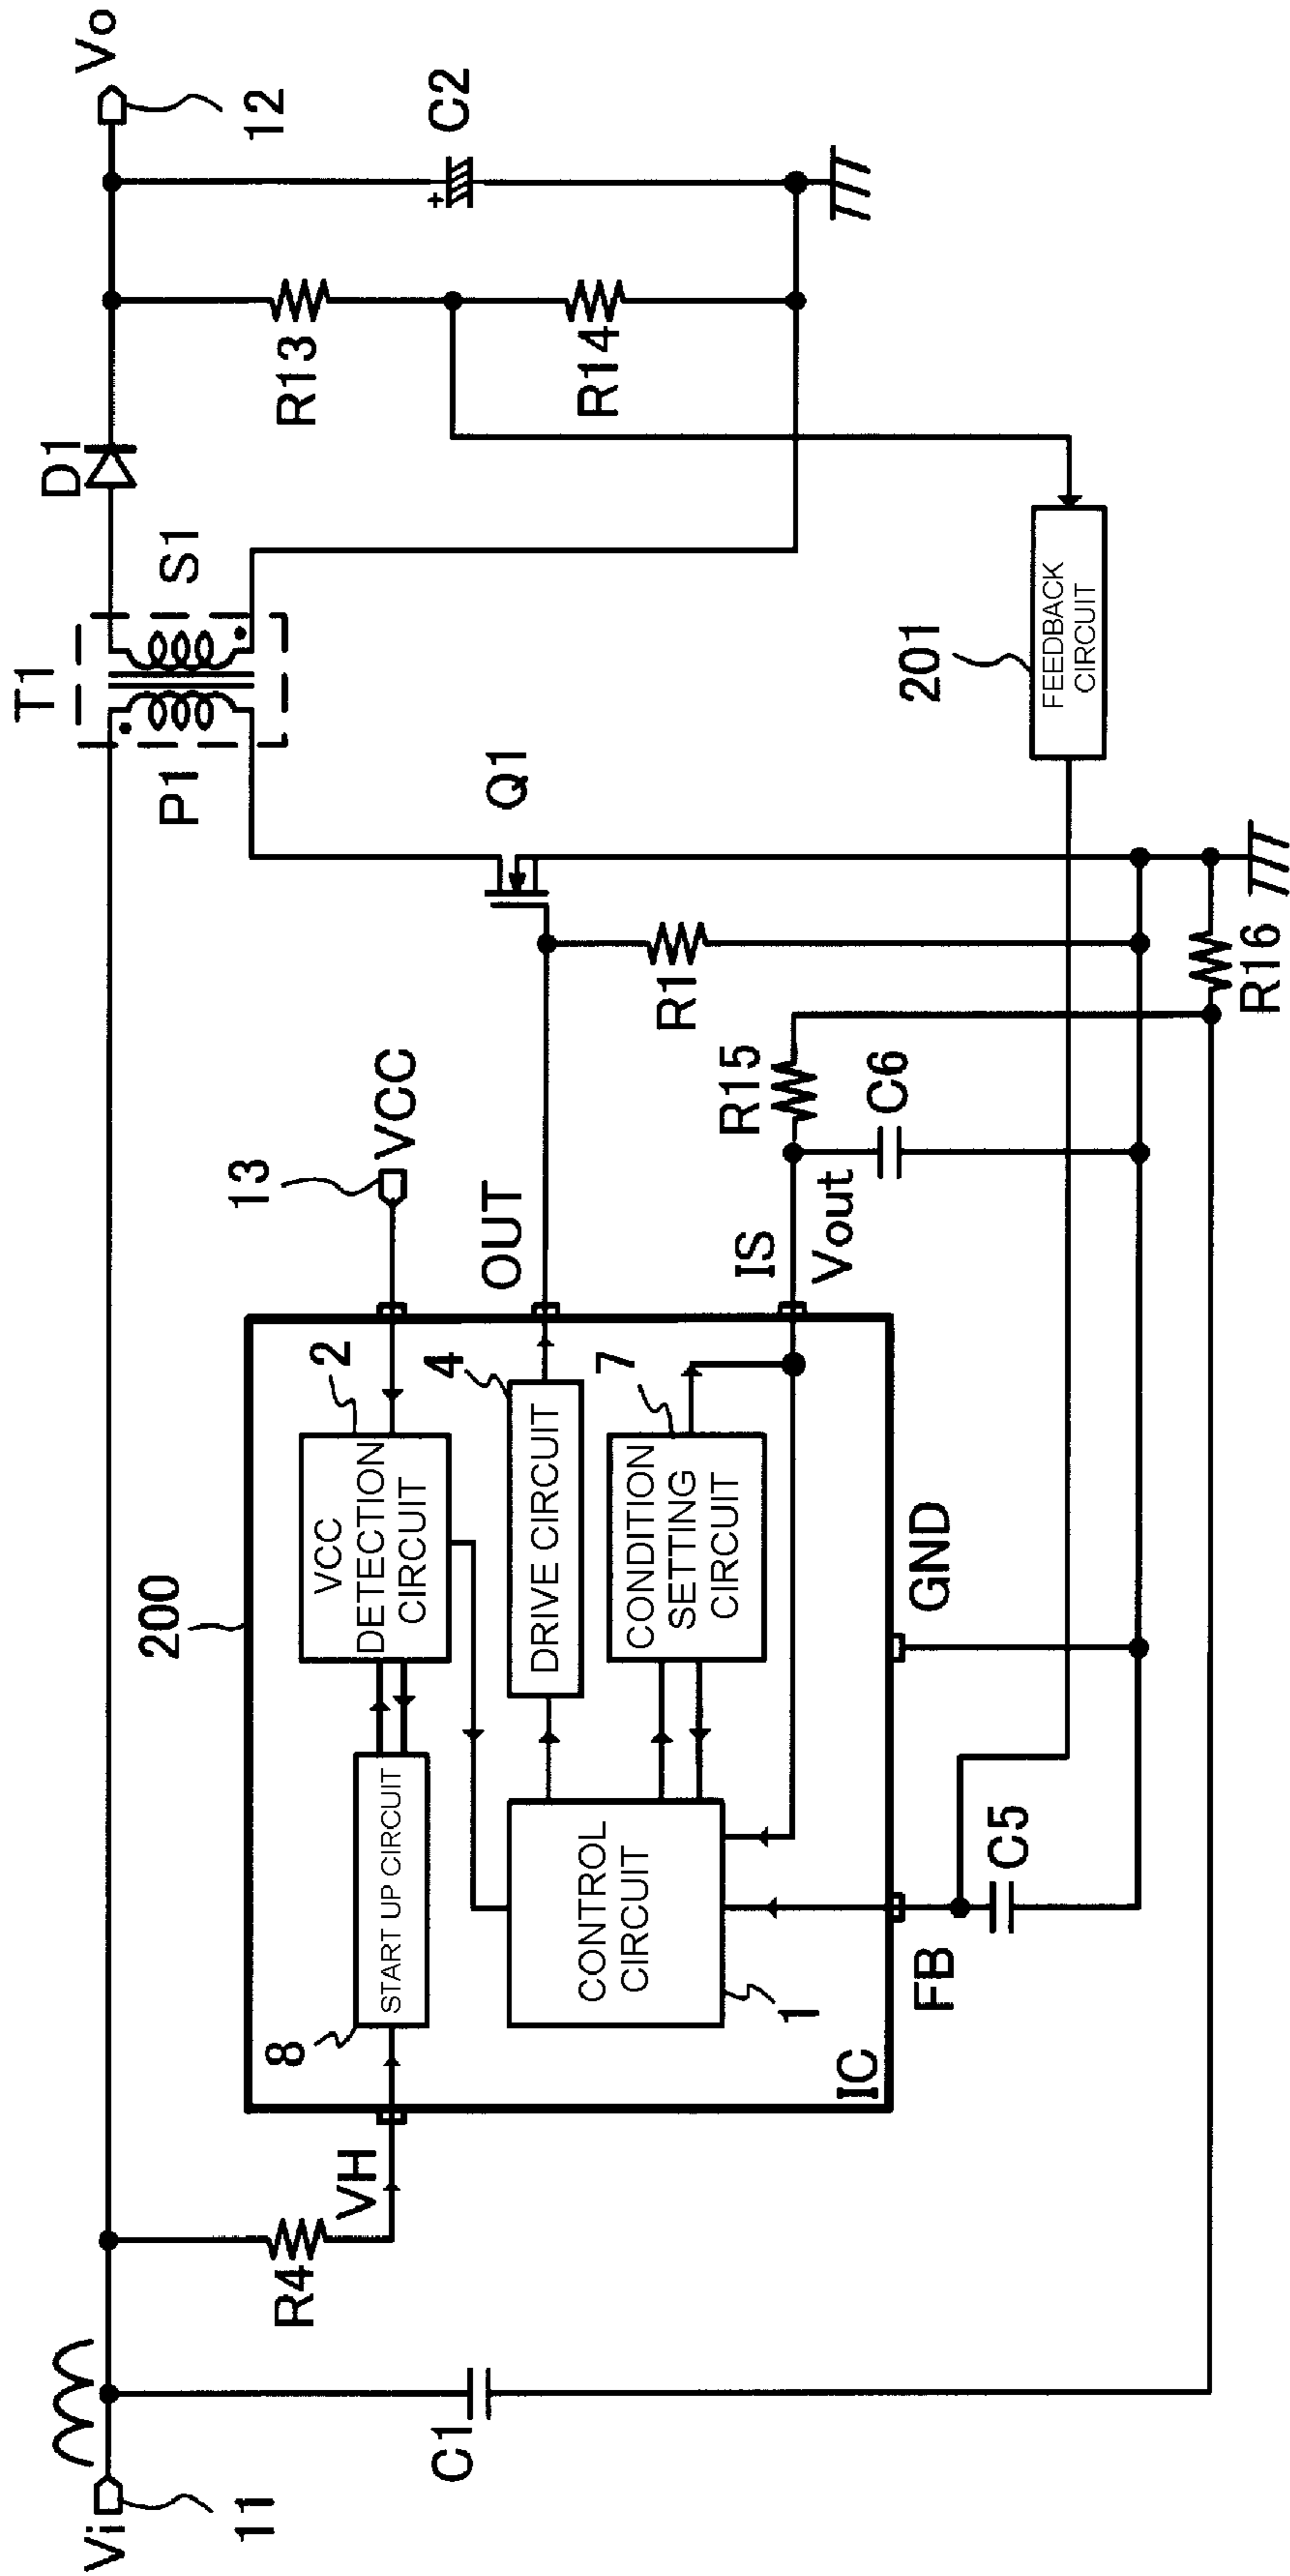 Vi
11
C1
R4
VH
T1
P1
S1
D1
Vo
12
R13
R14
C2
200
IC
8
START UP CIRCUIT
VCC
DETECTION
CIRCUIT
2
13
VCC
DRIVE CIRCUIT
4
OUT
Q1
CONTROL
CIRCUIT
1
CONDITION
SETTING
CIRCUIT
7
IS
Vout
R15
R1
C6
FB
GND
C5
201
FEEDBACK
CIRCUIT
R16